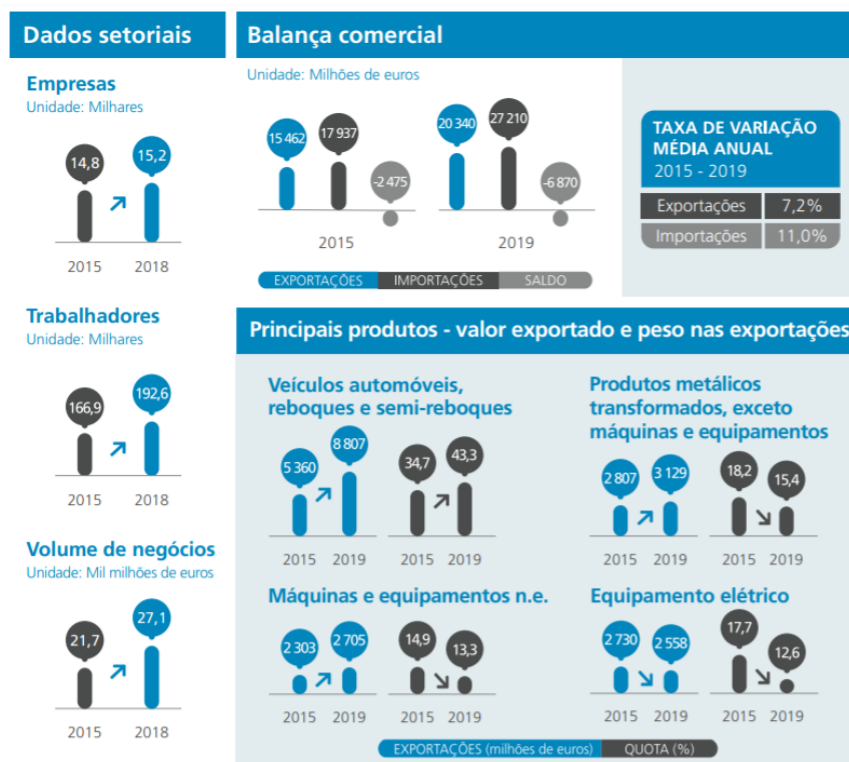 Dados setoriais
Empresas
Unidade: Milhares
14,8
15,2
2015
2018
Trabalhadores
Unidade: Milhares
166,9
192,6
2015
2018
Volume de negócios
Unidade: Mil milhões de euros
21,7
27,1
2015
2018
Balança comercial
Unidade: Milhões de euros
15 462
17 937
-2 475
20 340
27 210
-6 870
2015
2019
EXPORTAÇÕES
IMPORTAÇÕES
SALDO
TAXA DE VARIAÇÃO
MÉDIA ANUAL
2015 - 2019
Exportações 7,2%
Importações 11,0%
Principais produtos - valor exportado e peso nas exportações
Veículos automóveis,
reboques e semi-reboques
5 360
8 807
34,7
43,3
2015 2019 2015 2019
Produtos metálicos
transformados, exceto
máquinas e equipamentos
2 807
3 129
18,2
15,4
2015 2019 2015 2019
Máquinas e equipamentos n.e.
2 303
2 705
14,9
13,3
2015 2019 2015 2019
Equipamento elétrico
2 730
2 558
17,7
12,6
2015 2019 2015 2019
EXPORTAÇÕES (milhões de euros)
QUOTA (%)